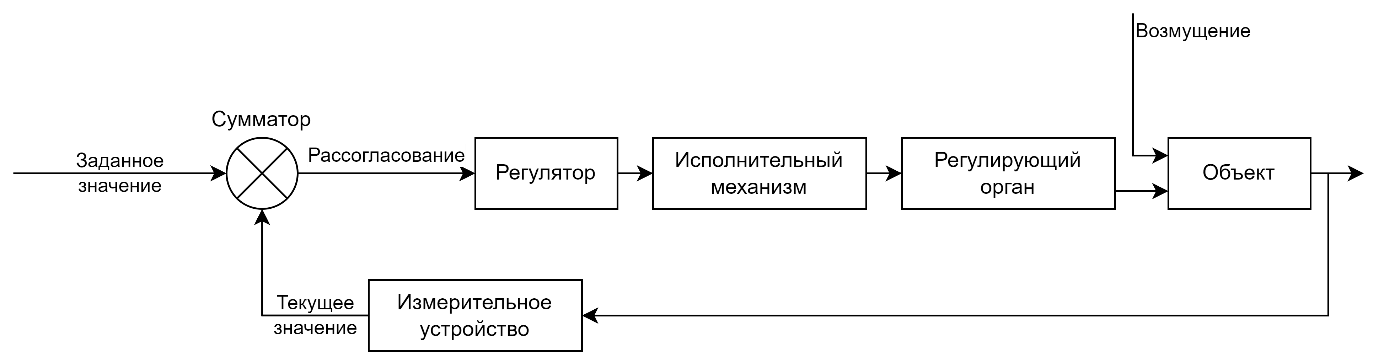 Возмущение
Сумматор
Заданное
значение
Рассогласование
Регулятор
Исполнительный
механизм
Регулирующий
орган
Объект
Текущее
значение
Измерительное
устройство